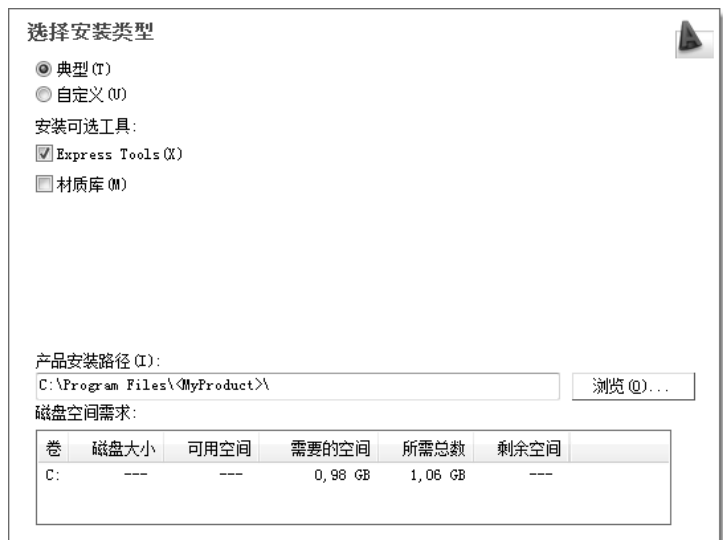 选择安装类型
典型(T)
自定义(U)
安装可选工具:
Express Tools(X)
材质库(M)
产品安装路径(I):
C:\Program Files\<MyProduct>\
浏览(O)...
磁盘空间需求:
卷 磁盘大小 可用空间 需要的空间 所需总数 剩余空间
C: --- --- 0,98 GB 1,06 GB ---